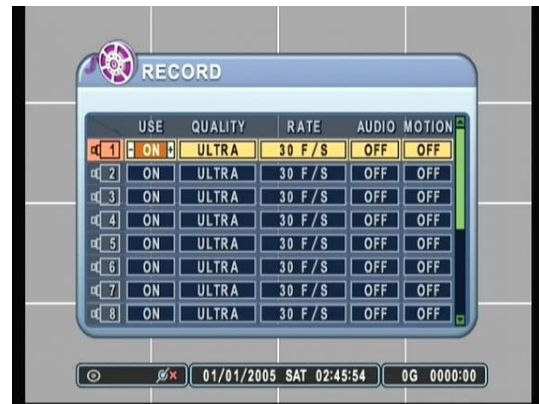 RECORD
USE QUALITY RATE AUDIO MOTION
1 - ON + ULTRA 30 F/S OFF OFF
2 ON ULTRA 30 F/S OFF OFF
3 ON ULTRA 30 F/S OFF OFF
4 ON ULTRA 30 F/S OFF OFF
5 ON ULTRA 30 F/S OFF OFF
6 ON ULTRA 30 F/S OFF OFF
7 ON ULTRA 30 F/S OFF OFF
8 ON ULTRA 30 F/S OFF OFF
01/01/2005 SAT 02:45:54 0G 0000:00